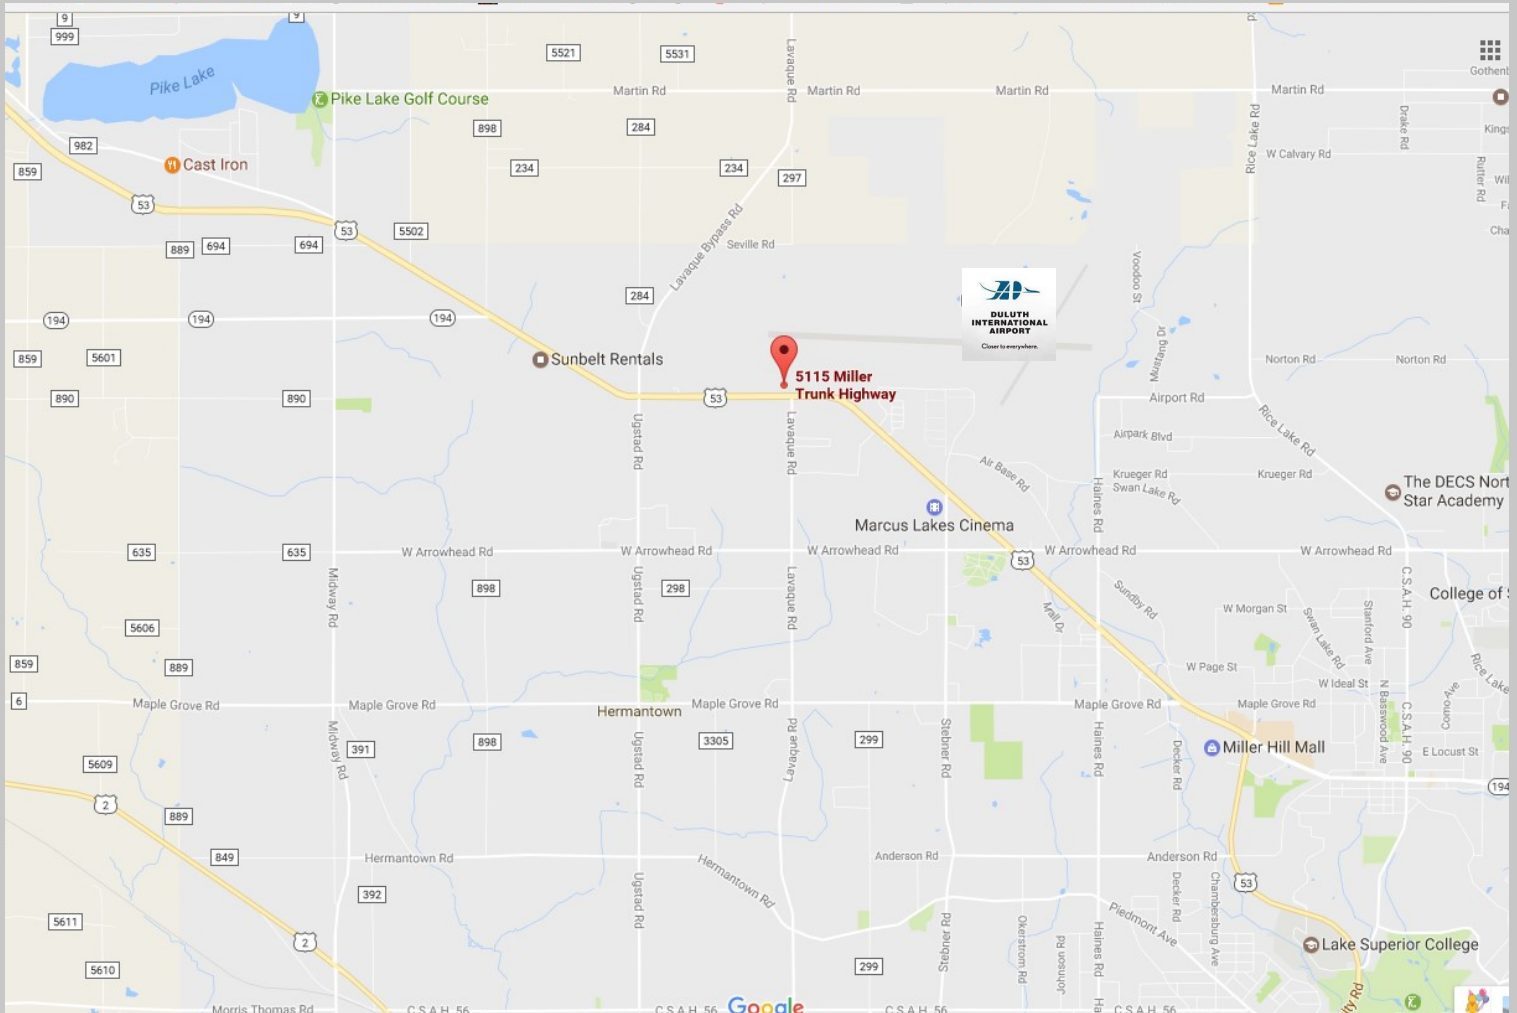 9
9
999
5521
5531
Lavaque Rd
Pike Lake
Pike Lake Golf Course
Martin Rd
Martin Rd
Martin Rd
Martin Rd
Rice Lake Rd
Drake Rd
898
284
982
Cast Iron
859
234
234
297
W Calvary Rd
Rutter Rd
53
53
5502
889
694
694
Lavaque Bypass Rd
Seville Rd
Voodoo St
284
DULUTH
INTERNATIONAL
AIRPORT
Closer to everywhere.
194
194
194
859
5601
Sunbelt Rentals
Mustang Dr
Norton Rd
Norton Rd
5115 Miller
Trunk Highway
890
890
53
Airport Rd
Rice Lake Rd
Ugstad Rd
Lavaque Rd
Airpark Blvd
Air Base Rd
Krueger Rd
Krueger Rd
Swan Lake Rd
Haines Rd
The DECS Nort
Star Academy
Marcus Lakes Cinema
635
635
W Arrowhead Rd
W Arrowhead Rd
W Arrowhead Rd
53
W Arrowhead Rd
W Arrowhead Rd
Midway Rd
898
Ugstad Rd
298
Lavaque Rd
Sundby Rd
Mall Dr
C.S.A.H. 90
College of
W Morgan St
Swan Lake Rd
Stanford Ave
5606
859
889
W Page St
Rice Lake
W Ideal St
6
Maple Grove Rd
Maple Grove Rd
Hermantown
Maple Grove Rd
Maple Grove Rd
Maple Grove Rd
N Basswood Ave
C.S.A.H. 90
Como Ave
Midway Rd
391
898
Ugstad Rd
3305
Lavaque Rd
299
Stebner Rd
Haines Rd
Decker Rd
Miller Hill Mall
E Locust St
5609
2
194
889
849
Hermantown Rd
Hermantown Rd
Anderson Rd
Anderson Rd
392
Ugstad Rd
Decker Rd
Chambersburg Ave
53
5611
2
Stebner Rd
Okerstrom Rd
Johnson Rd
Haines Rd
Piedmont Ave
Lake Superior College
5610
299
Morris Thomas Rd
C.S.A.H. 56
C.S.A.H. 56
Google
C.S.A.H. 56
C.S.A.H. 56